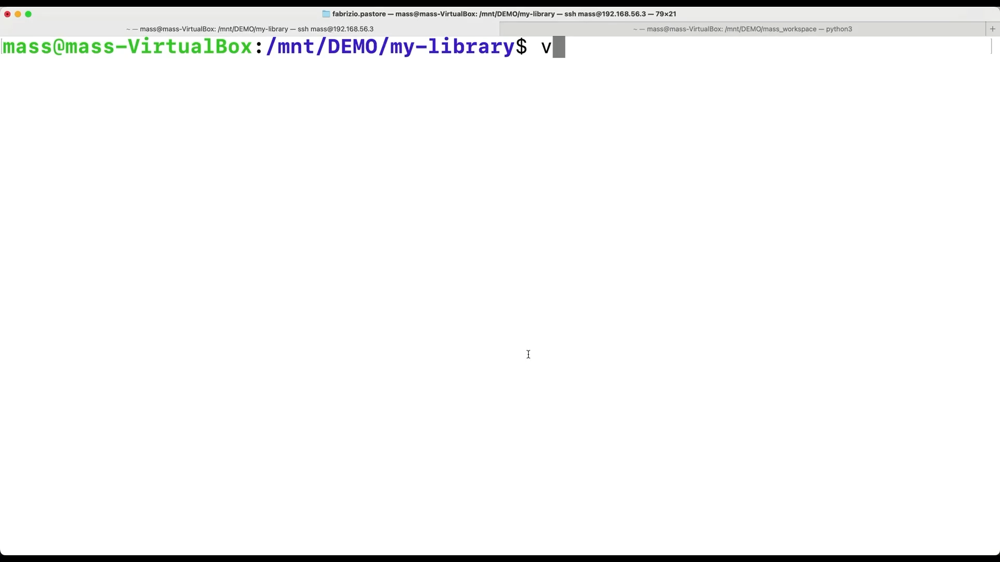 fabrizio.pastore — mass@mass-VirtualBox: /mnt/DEMO/my-library — ssh mass@192.168.56.3 — 79×21
~ — mass@mass-VirtualBox: /mnt/DEMO/my-library — ssh mass@192.168.56.3
~ — mass@mass-VirtualBox: /mnt/DEMO/mass_workspace — python3
+
mass@mass-VirtualBox:/mnt/DEMO/my-library$ v